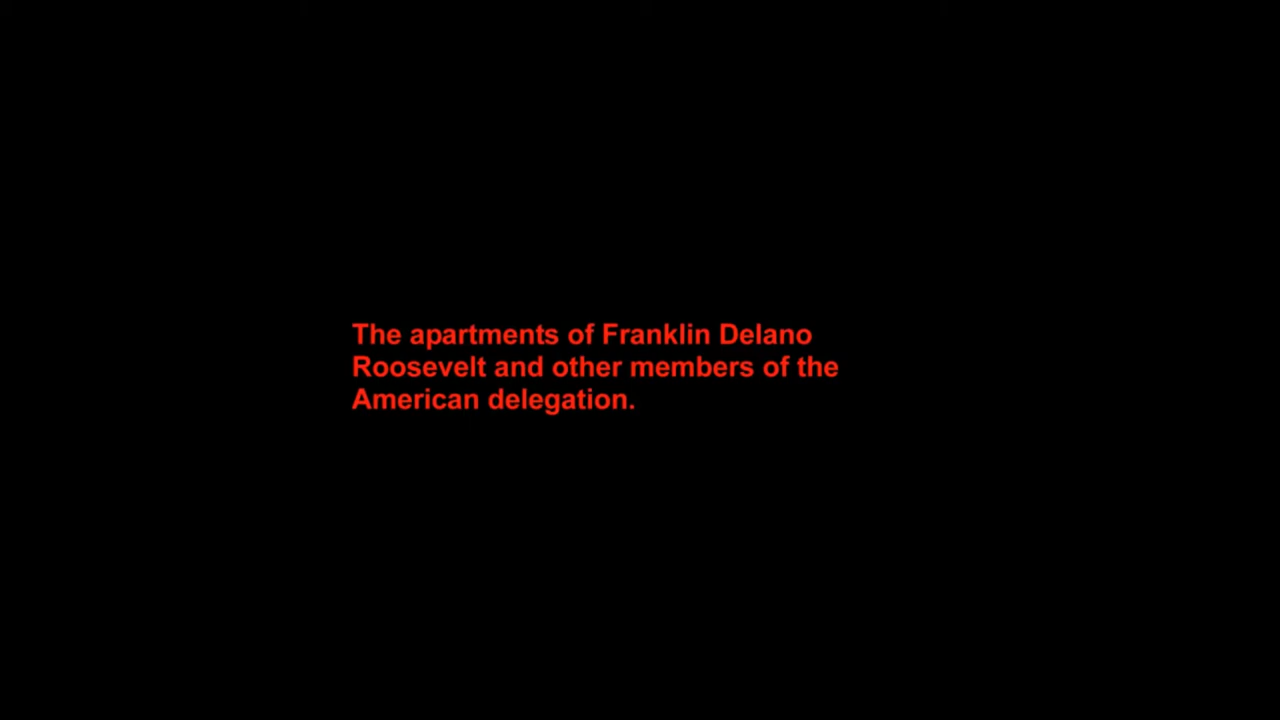 The apartments of Franklin Delano
Roosevelt and other members of the
American delegation.